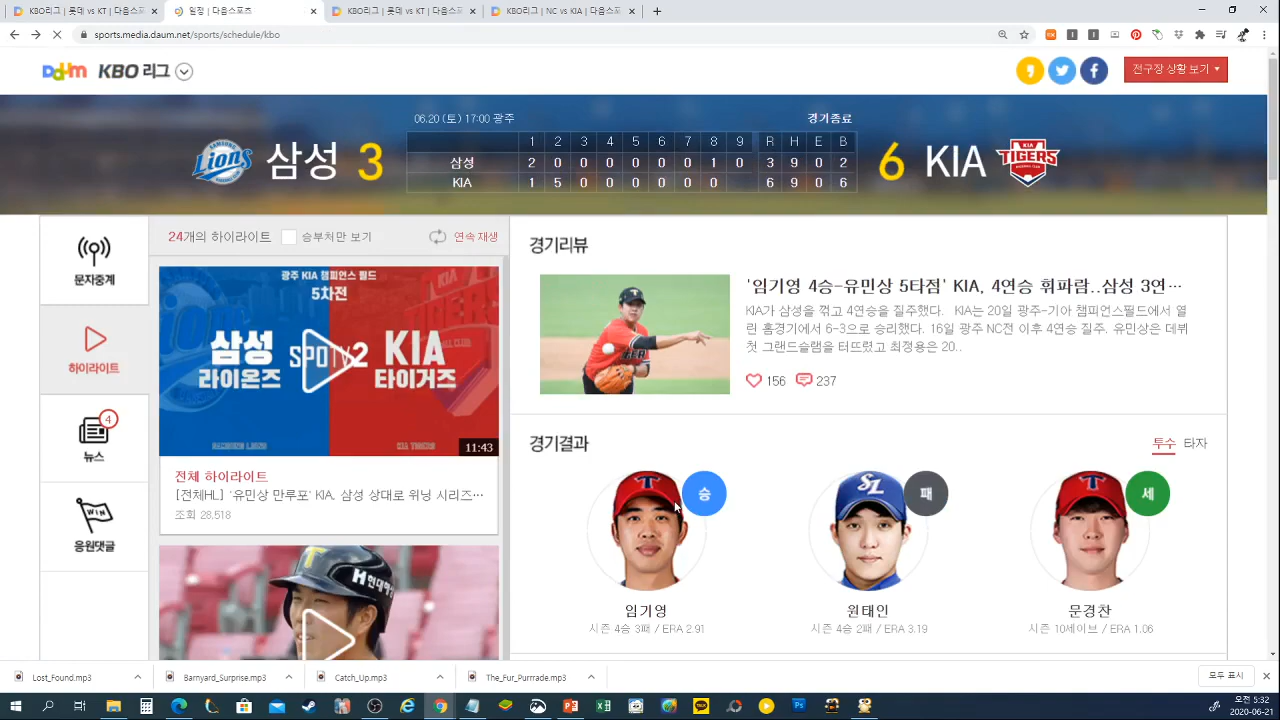 KBO리그 | 롯데 vs KT | 다음스포
일정 | 다음스포츠
KBO리그 | 롯데 vs KT | 다음스포
KBO리그 | NC vs KIA | 다음스포
sports.media.daum.net/sports/schedule/kbo
Daum KBO 리그
전구장 상황 보기
06.20 (토) 17:00 광주
경기종료
Lions 삼성 3
6 KIA KIA TIGERS
1 2 3 4 5 6 7 8 9 R H E B
삼성 2 0 0 0 0 0 0 1 0 3 9 0 2
KIA 1 5 0 0 0 0 0 0 6 9 0 6
문자중계
하이라이트
4
뉴스
WIN
응원댓글
24개의 하이라이트
승부처만 보기
연속 재생
광주 KIA 챔피언스 필드
5차전
삼성
라이온즈
SPOTV2
KIA
타이거즈
SAMSUNG LIONS
KIA TIGERS
11:43
전체 하이라이트
[전체HL] '유민상 만루포' KIA, 삼성 상대로 위닝 시리즈…
조회 28,518
경기리뷰
'임기영 4승-유민상 5타점' KIA, 4연승 휘파람..삼성 3연…
KIA가 삼성을 꺾고 4연승을 질주했다. KIA는 20일 광주-기아 챔피언스필드에서 열
린 홈경기에서 6-3으로 승리했다. 16일 광주 NC전 이후 4연승 질주. 유민상은 데뷔
첫 그랜드슬램을 터뜨렸고 최정용은 20..
156 237
경기결과
투수 타자
승
패
세
임기영
시즌 4승 3패 / ERA 2.91
원태인
시즌 4승 2패 / ERA 3.19
문경찬
시즌 10세이브 / ERA 1.06
Lost_Found.mp3
Barnyard_Surprise.mp3
Catch_Up.mp3
The_Fur_Purrrade.mp3
모두 표시
오전 5:32
2020-06-21